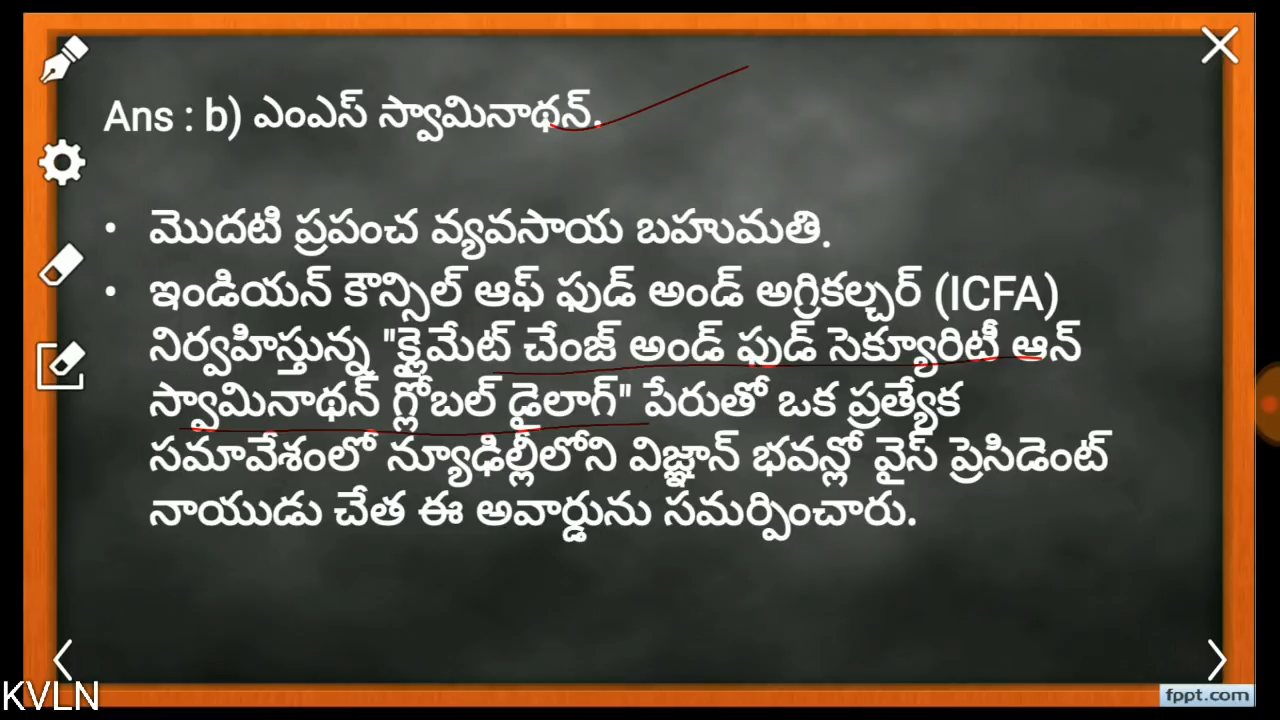 Ans : b) ఎంఎస్ స్వామినాథన్.
• మొదటి ప్రపంచ వ్యవసాయ బహుమతి.
• ఇండియన్ కౌన్సిల్ ఆఫ్ ఫుడ్ అండ్ అగ్రికల్చర్ (ICFA)
నిర్వహిస్తున్న "క్లైమేట్ చేంజ్ అండ్ ఫుడ్ సెక్యూరిటీ ఆన్
స్వామినాథన్ గ్లోబల్ డైలాగ్" పేరుతో ఒక ప్రత్యేక
సమావేశంలో న్యూఢిల్లీలోని విజ్ఞాన్ భవన్లో వైస్ ప్రెసిడెంట్
నాయుడు చేత ఈ అవార్డును సమర్పించారు.
KVLN
fppt.com